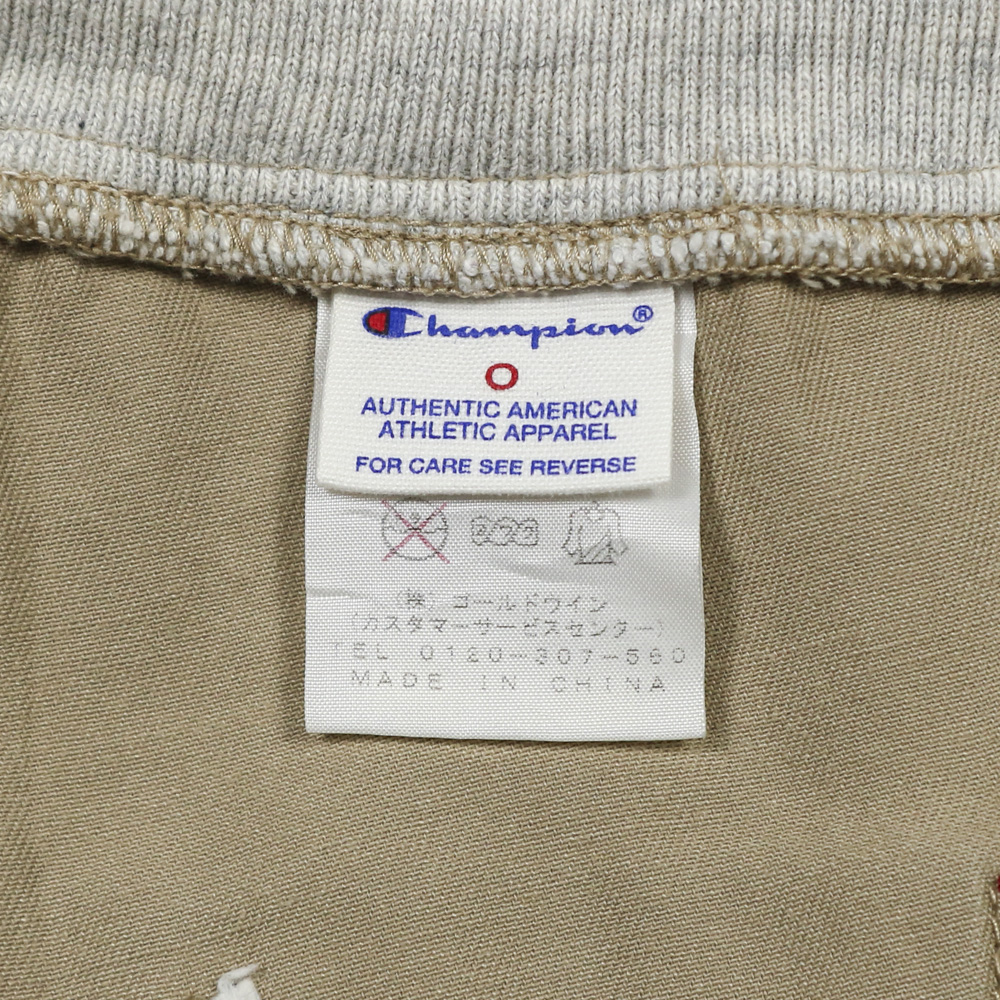 Champion®
O
AUTHENTIC AMERICAN
ATHLETIC APPAREL
FOR CARE SEE REVERSE
(株) ゴールドウイン
(カスタマーサービスセンター)
TEL 0120-307-560
MADE IN CHINA